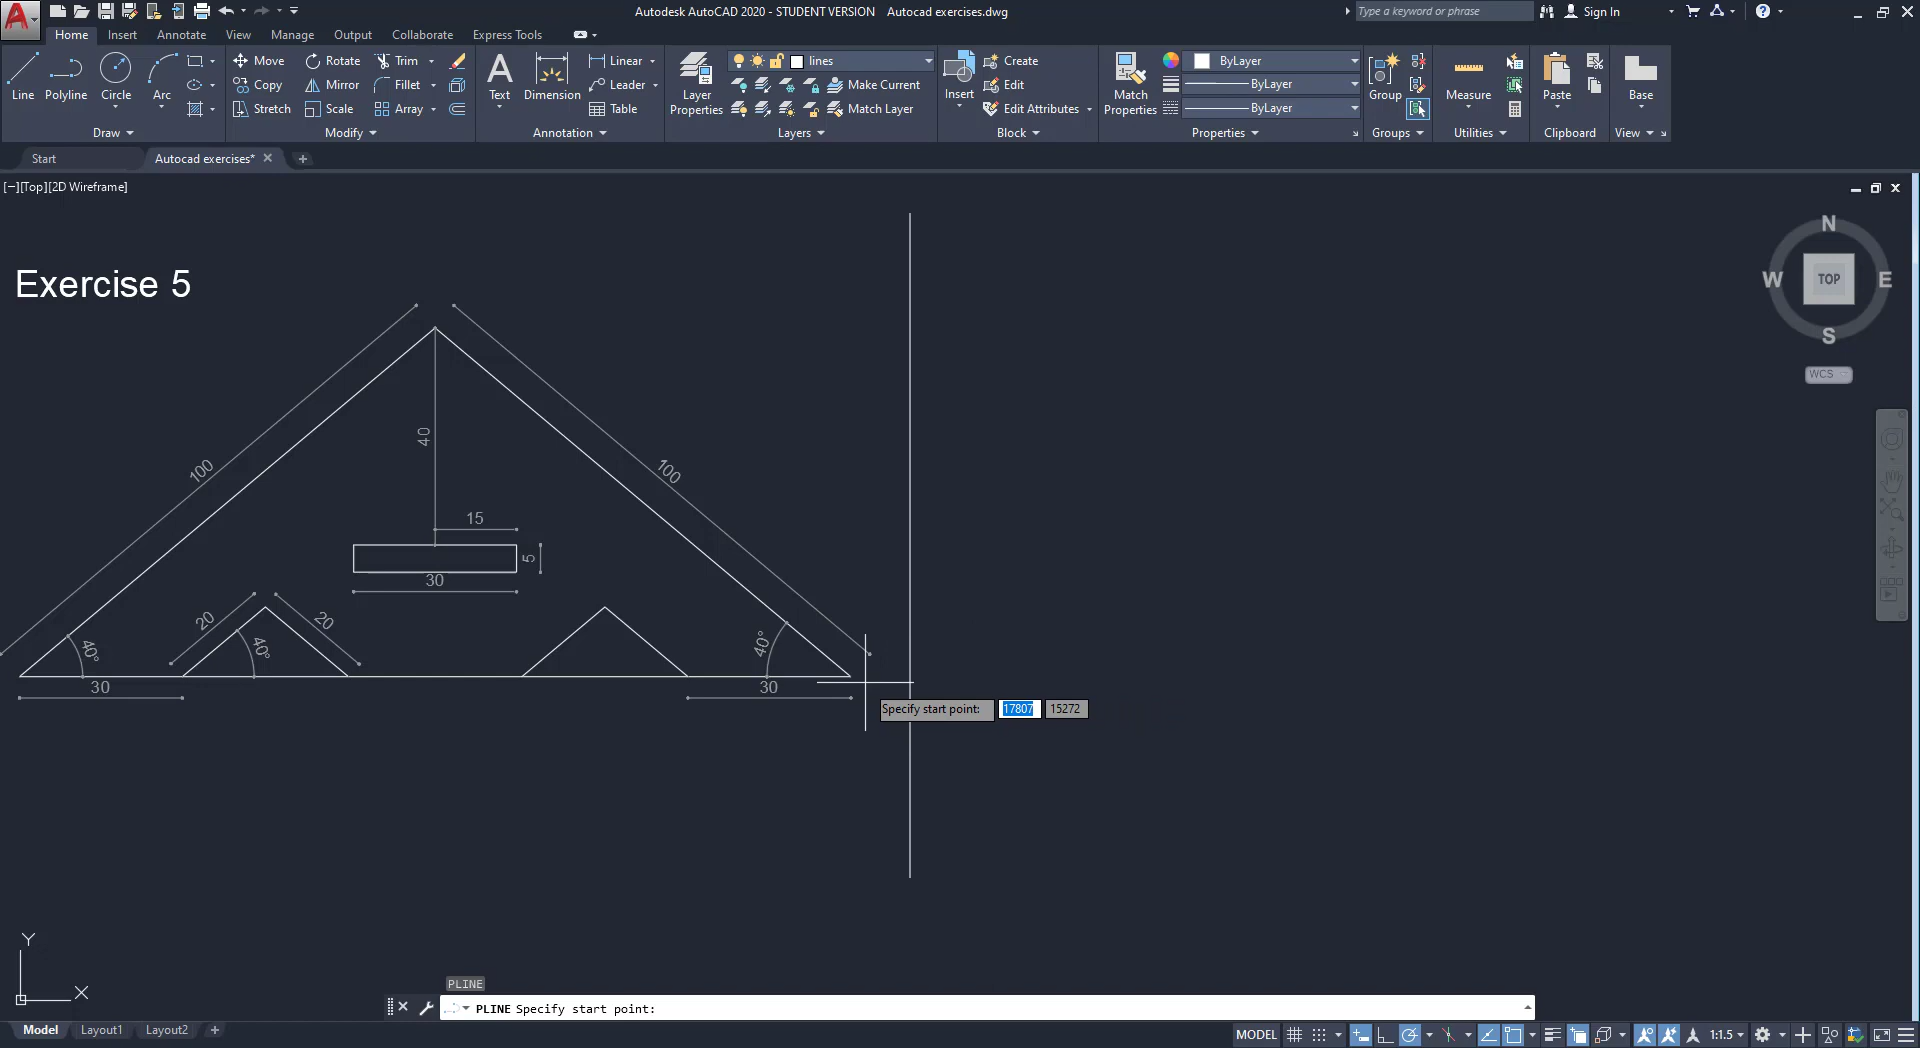 Autodesk AutoCAD 2020 - STUDENT VERSION Autocad exercises.dwg
Type a keyword or phrase
Sign In
Home Insert Annotate View Manage Output Collaborate Express Tools
Line Polyline Circle Arc
Move Rotate Trim
Copy Mirror Fillet
Stretch Scale Array
Text Dimension
Linear
Leader
Table
Layer Properties
lines
Make Current
Match Layer
Insert
Create
Edit
Edit Attributes
Match Properties
ByLayer
ByLayer
ByLayer
Group
Measure
Paste
Base
Draw Modify Annotation Layers Block Properties Groups Utilities Clipboard View
Start Autocad exercises*
[−][Top][2D Wireframe]
N
W TOP E
S
WCS
Exercise 5
100
100
40
15
5
30
20
20
40°
40°
40°
30
30
Specify start point: 17807 15272
Y
X
PLINE
PLINE Specify start point:
Model Layout1 Layout2
MODEL
1:1.5